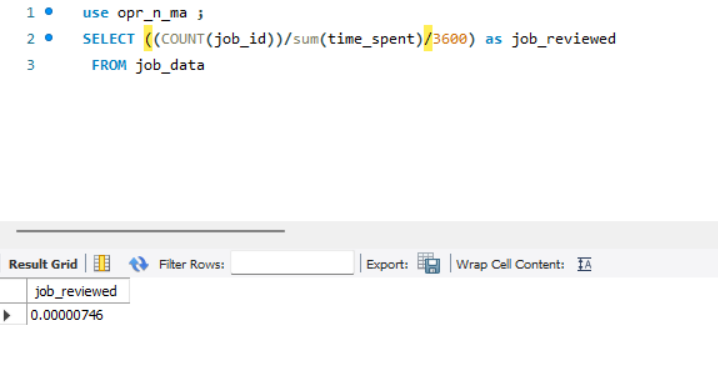 1 use opr_n_ma ;
2 SELECT ((COUNT(job_id))/sum(time_spent)/3600) as job_reviewed
3 FROM job_data
Result Grid Filter Rows: Export: Wrap Cell Content: IA
job_reviewed
0.00000746